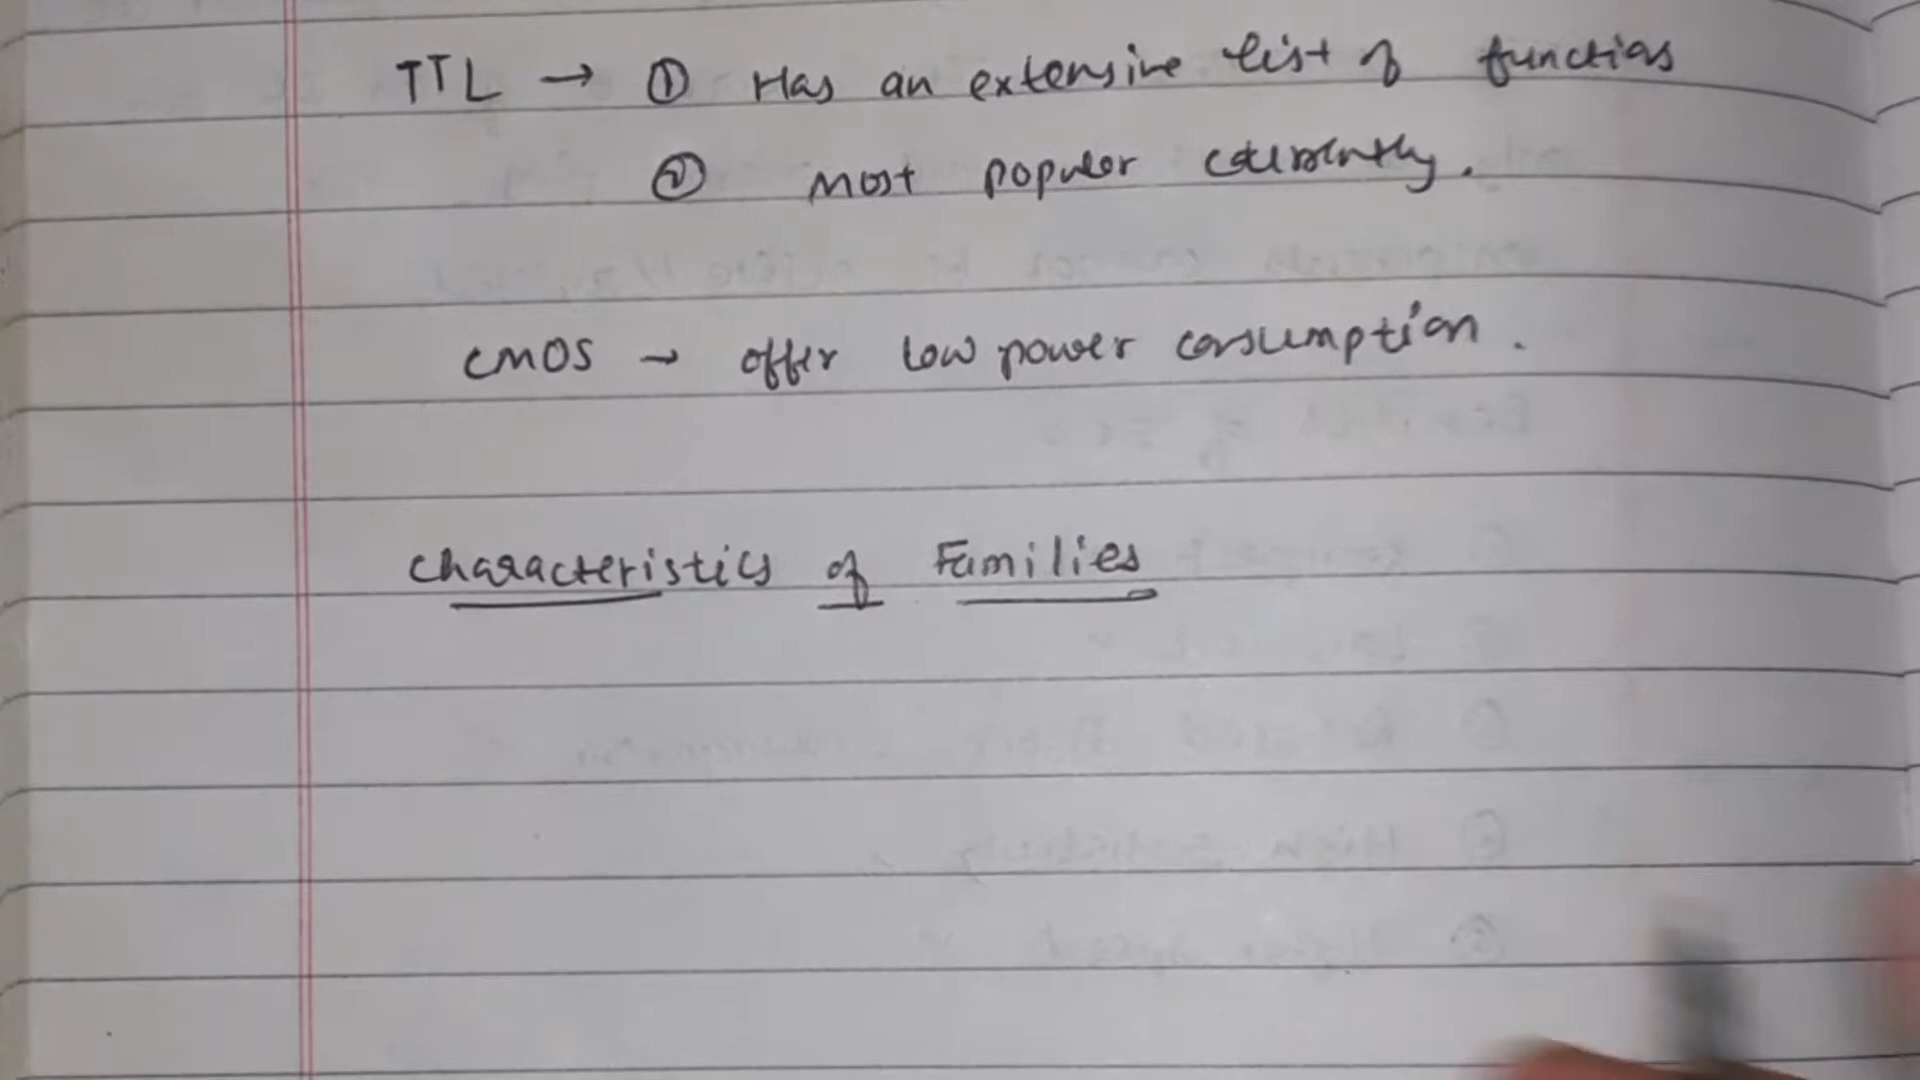 TTL → ① Has an extensive list of functions
② most popular currently.
CMOS → offer low power consumption.
characteristics of Families